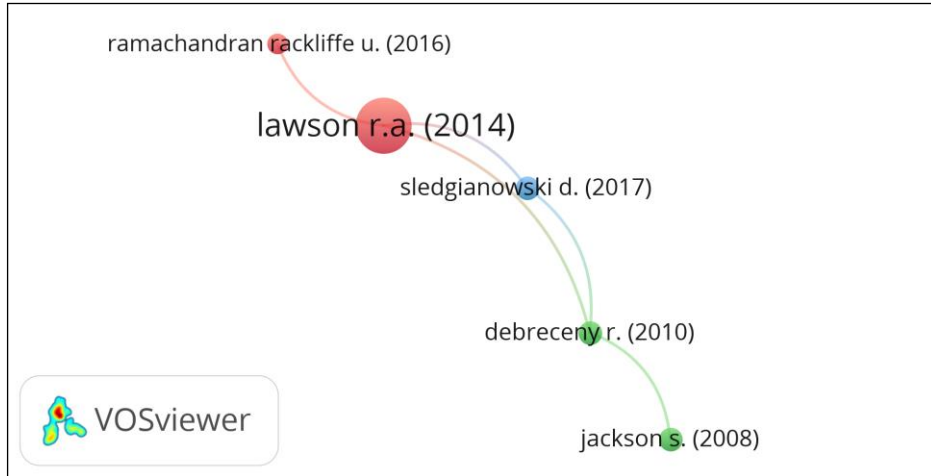 ramachandran rackliffe u. (2016)
lawson r.a. (2014)
sledgianowski d. (2017)
debreceny r. (2010)
jackson s. (2008)
VOSviewer